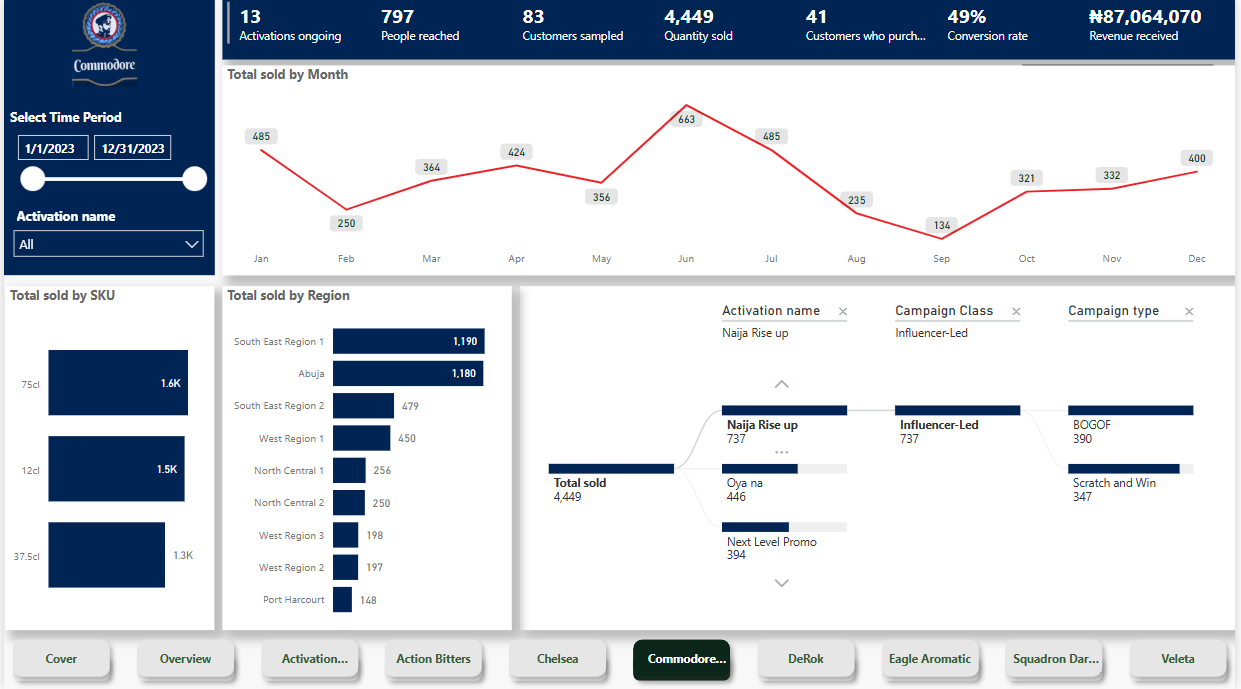 Commodore
Select Time Period
1/1/2023
12/31/2023
Activation name
All
13
Activations ongoing
797
People reached
83
Customers sampled
4,449
Quantity sold
41
Customers who purch...
49%
Conversion rate
₦87,064,070
Revenue received
Total sold by Month
485
250
364
424
356
663
485
235
134
321
332
400
Jan Feb Mar Apr May Jun Jul Aug Sep Oct Nov Dec
Total sold by SKU
75cl 1.6K
12cl 1.5K
37.5cl 1.3K
Total sold by Region
South East Region 1 1,190
Abuja 1,180
South East Region 2 479
West Region 1 450
North Central 1 256
North Central 2 250
West Region 3 198
West Region 2 197
Port Harcourt 148
Activation name ×
Naija Rise up
Campaign Class ×
Influencer-Led
Campaign type ×
Total sold
4,449
Naija Rise up
737
...
Oya na
446
Next Level Promo
394
Influencer-Led
737
BOGOF
390
Scratch and Win
347
Cover
Overview
Activation...
Action Bitters
Chelsea
Commodore...
DeRok
Eagle Aromatic
Squadron Dar...
Veleta